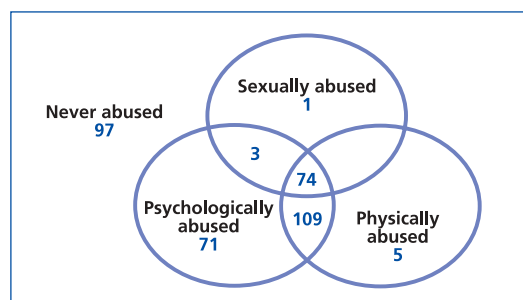 Sexually abused
1
Never abused
97
3
74
Psychologically
abused
71
109
Physically
abused
5